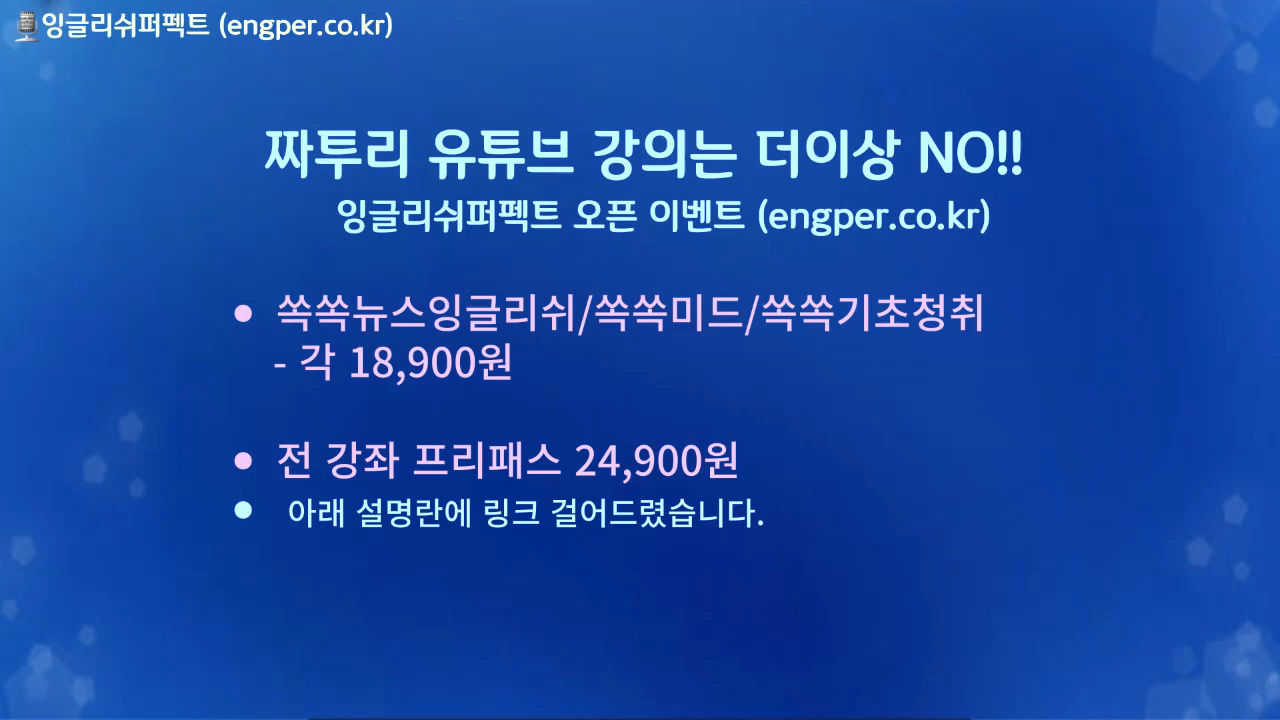 잉글리쉬퍼펙트 (engper.co.kr)
짜투리 유튜브 강의는 더이상 NO!!
잉글리쉬퍼펙트 오픈 이벤트 (engper.co.kr)
● 쏙쏙뉴스잉글리쉬/쏙쏙미드/쏙쏙기초청취
- 각 18,900원
● 전 강좌 프리패스 24,900원
● 아래 설명란에 링크 걸어드렸습니다.